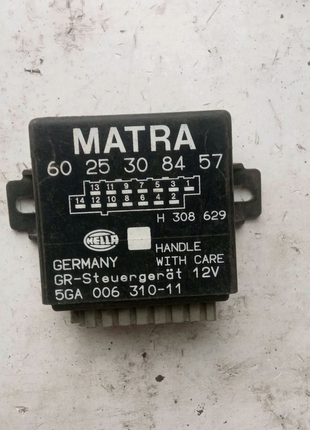 MATRA
60 25 30 84 57
13 11 9 7 5 3
14 12 10 8 6 4 2
H 308 629
HELLA
HANDLE
GERMANY WITH CARE
GR-Steuergerät 12V
5GA 006 310-11